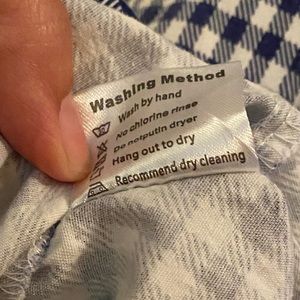 Washing Method
Wash by hand
No chlorine rinse
Do notputin dryer
Hang out to dry
Recommend dry cleaning